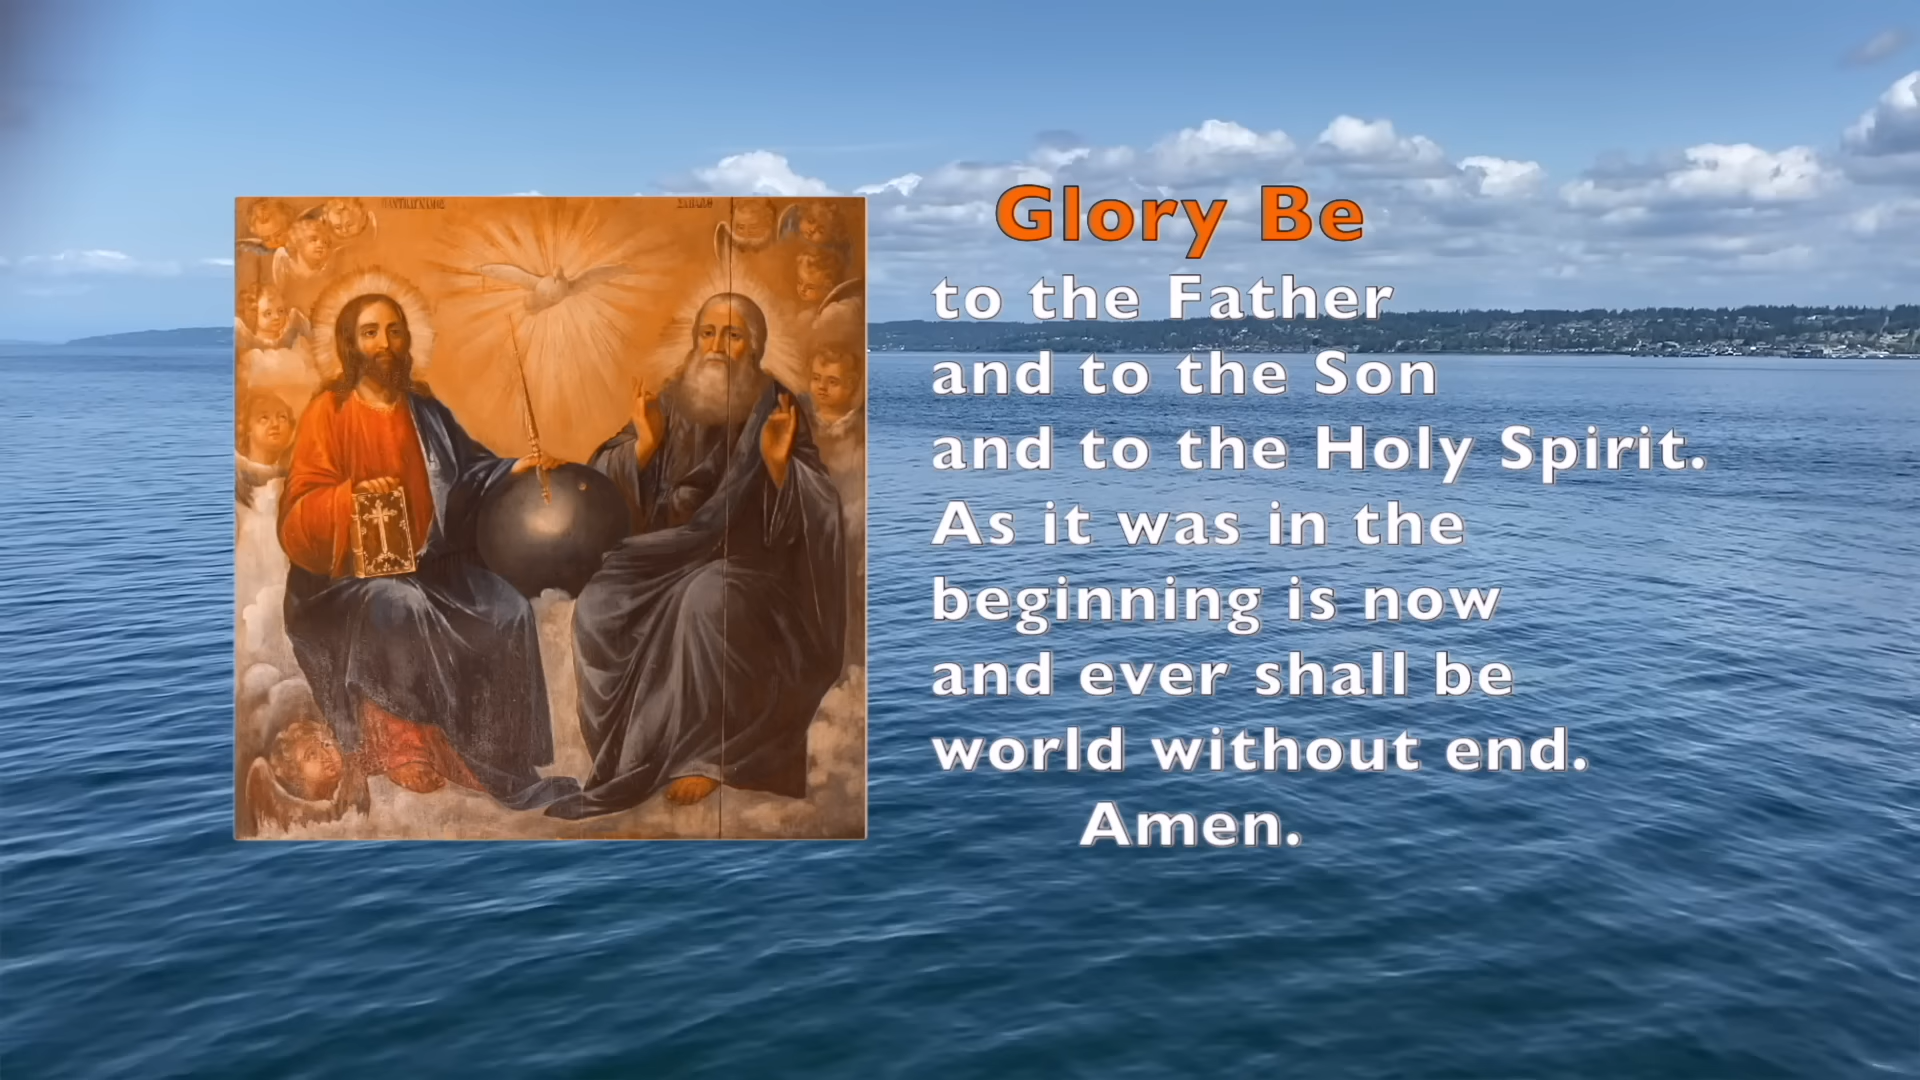 Glory Be
to the Father
and to the Son
and to the Holy Spirit.
As it was in the
beginning is now
and ever shall be
world without end.
Amen.